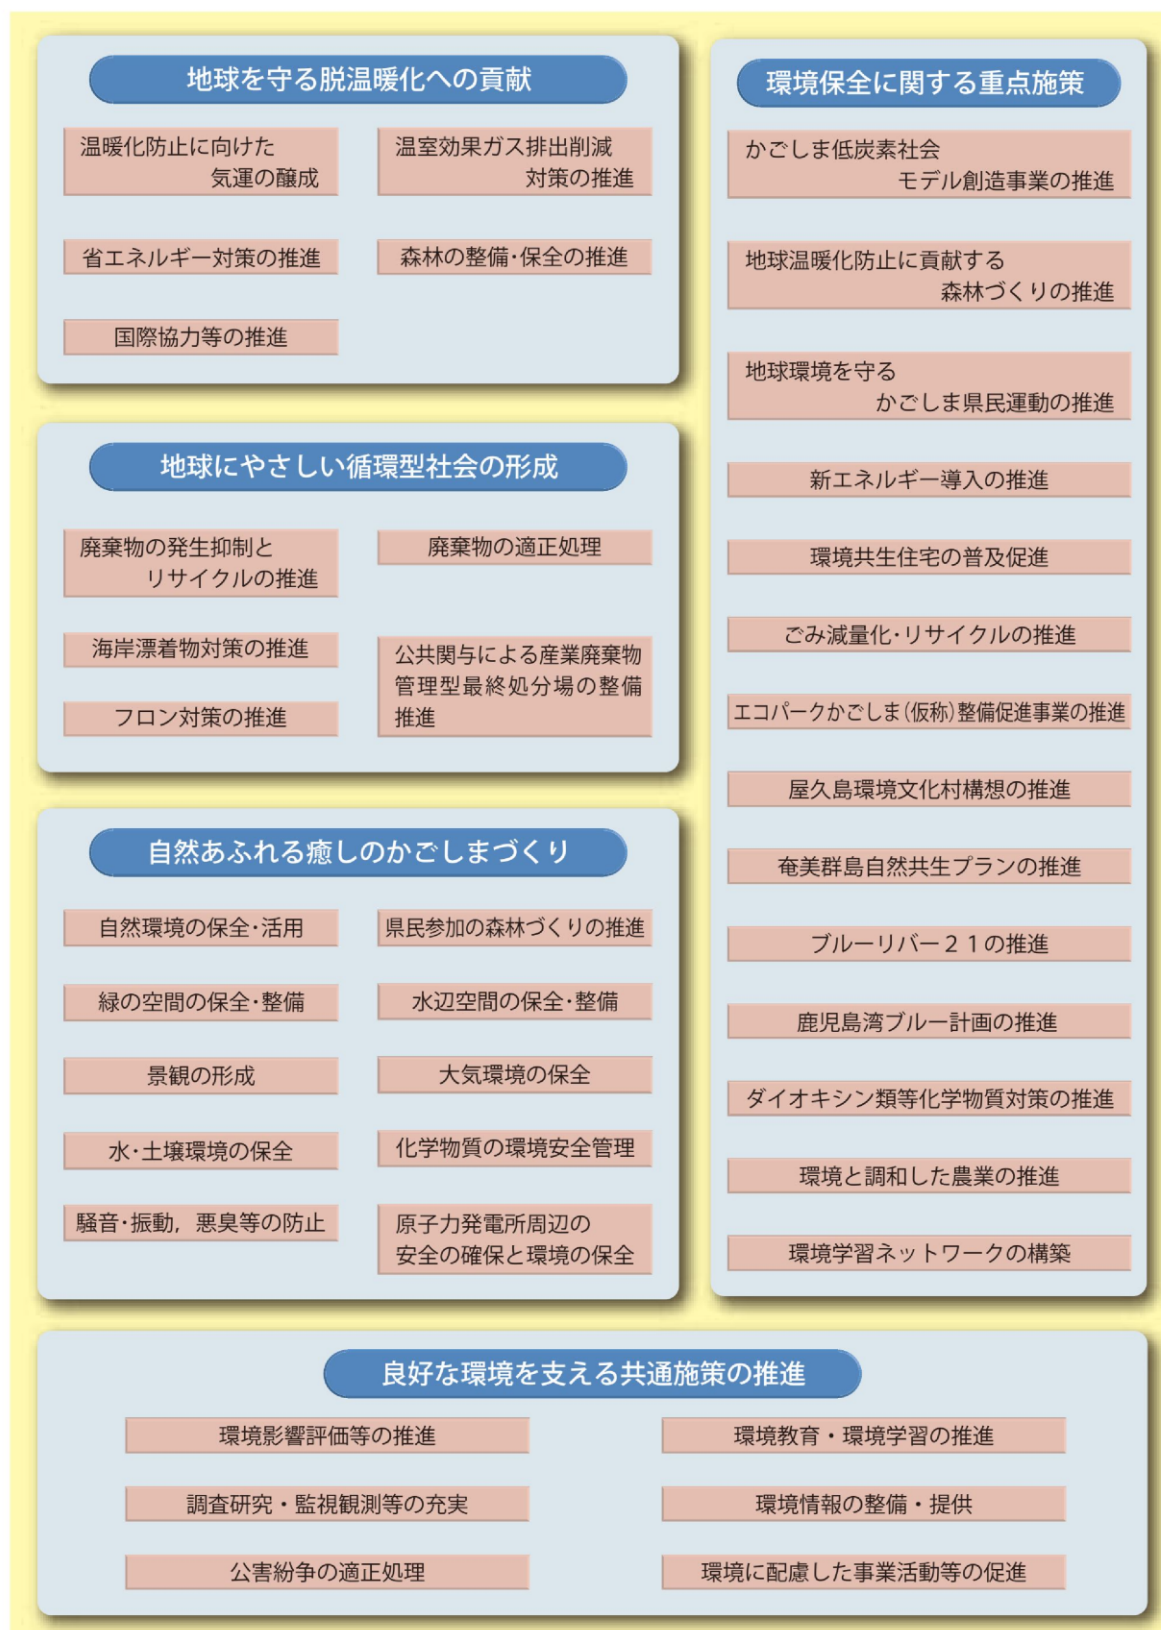 地球を守る脱温暖化への貢献
温暖化防止に向けた
気運の醸成
温室効果ガス排出削減
対策の推進
省エネルギー対策の推進
森林の整備・保全の推進
国際協力等の推進
地球にやさしい循環型社会の形成
廃棄物の発生抑制と
リサイクルの推進
廃棄物の適正処理
海岸漂着物対策の推進
公共関与による産業廃棄物
管理型最終処分場の整備
推進
フロン対策の推進
自然あふれる癒しのかごしまづくり
自然環境の保全・活用
県民参加の森林づくりの推進
緑の空間の保全・整備
水辺空間の保全・整備
景観の形成
大気環境の保全
水・土壌環境の保全
化学物質の環境安全管理
騒音・振動，悪臭等の防止
原子力発電所周辺の
安全の確保と環境の保全
環境保全に関する重点施策
かごしま低炭素社会
モデル創造事業の推進
地球温暖化防止に貢献する
森林づくりの推進
地球環境を守る
かごしま県民運動の推進
新エネルギー導入の推進
環境共生住宅の普及促進
ごみ減量化・リサイクルの推進
エコパークかごしま（仮称）整備促進事業の推進
屋久島環境文化村構想の推進
奄美群島自然共生プランの推進
ブルーリバー２１の推進
鹿児島湾ブルー計画の推進
ダイオキシン類等化学物質対策の推進
環境と調和した農業の推進
環境学習ネットワークの構築
良好な環境を支える共通施策の推進
環境影響評価等の推進
環境教育・環境学習の推進
調査研究・監視観測等の充実
環境情報の整備・提供
公害紛争の適正処理
環境に配慮した事業活動等の促進